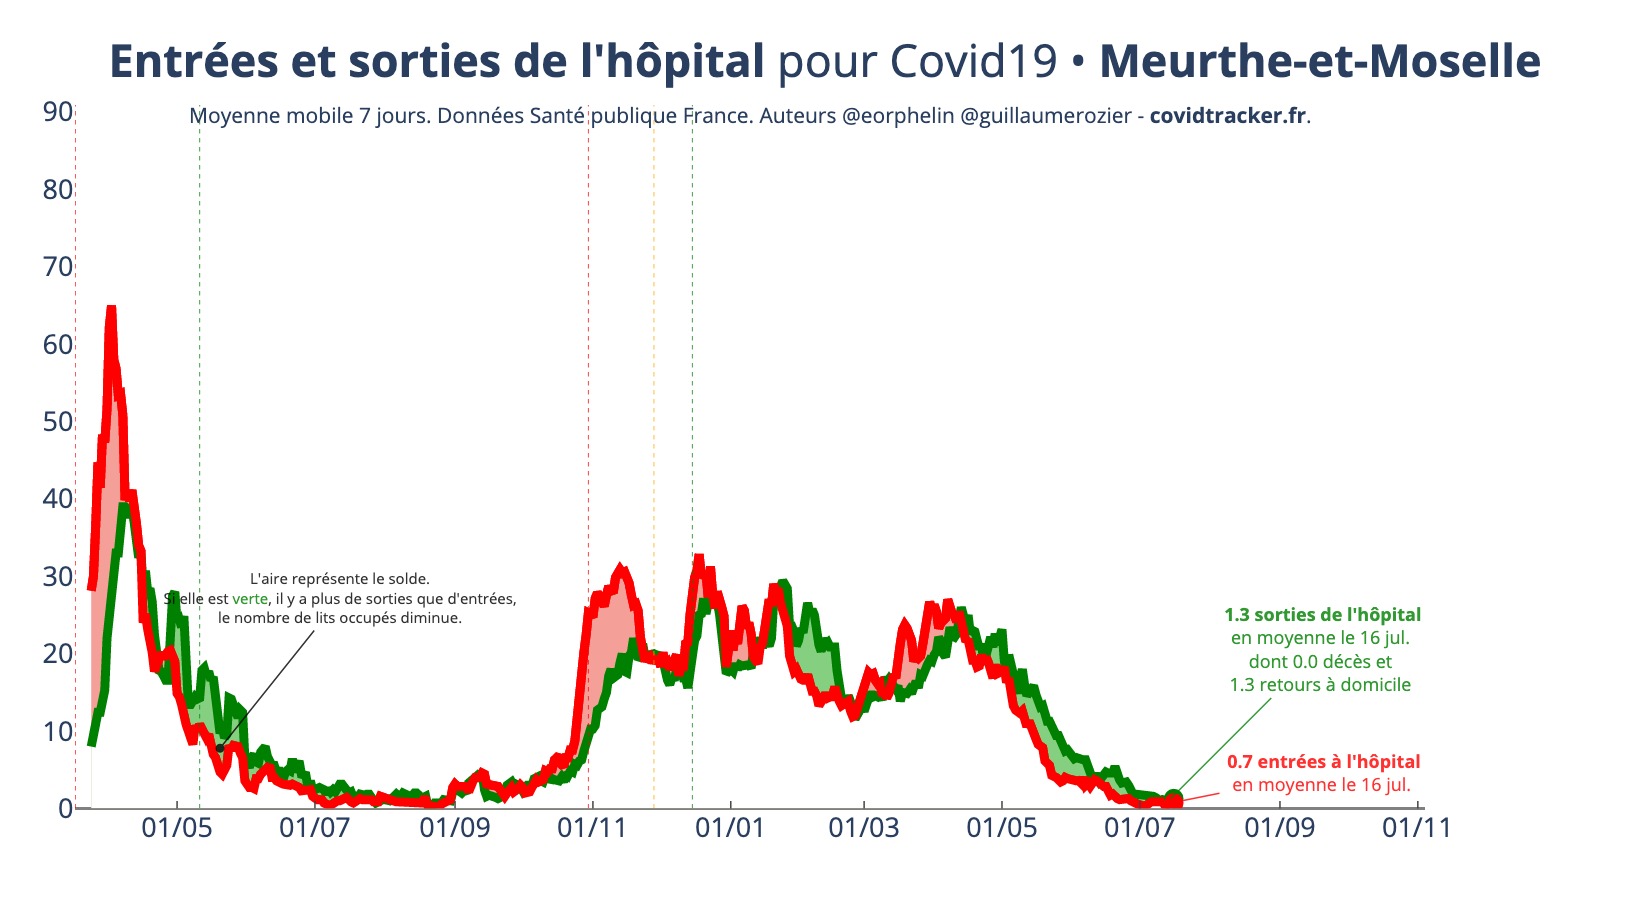 Entrées et sorties de l'hôpital pour Covid19 • Meurthe-et-Moselle
Moyenne mobile 7 jours. Données Santé publique France. Auteurs @eorphelin @guillaumerozier - covidtracker.fr.
90
80
70
60
50
40
30
20
10
0
L'aire représente le solde.
Si elle est verte, il y a plus de sorties que d'entrées,
le nombre de lits occupés diminue.
1.3 sorties de l'hôpital
en moyenne le 16 jul.
dont 0.0 décès et
1.3 retours à domicile
0.7 entrées à l'hôpital
en moyenne le 16 jul.
01/05 01/07 01/09 01/11 01/01 01/03 01/05 01/07 01/09 01/11